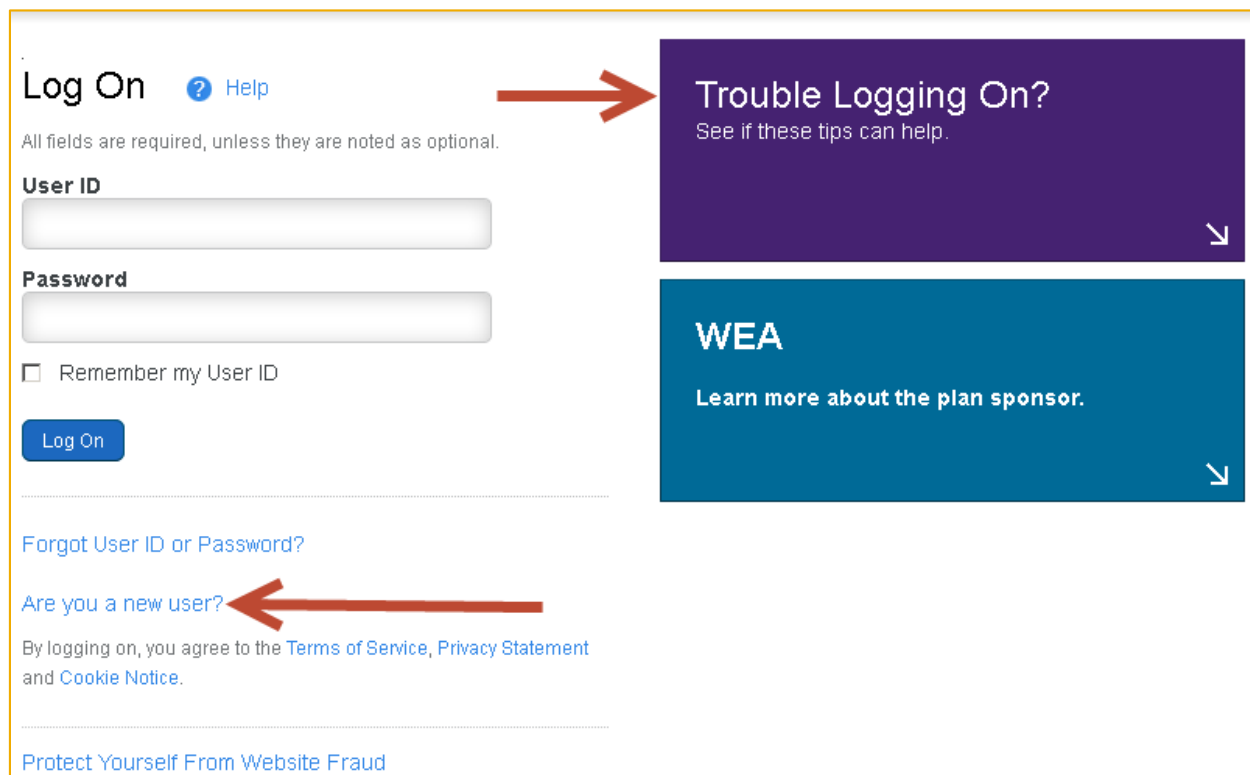 Log On
? Help
All fields are required, unless they are noted as optional.
User ID
Password
Remember my User ID
Log On
Forgot User ID or Password?
Are you a new user?
By logging on, you agree to the Terms of Service, Privacy Statement
and Cookie Notice.
Protect Yourself From Website Fraud
Trouble Logging On?
See if these tips can help.
WEA
Learn more about the plan sponsor.